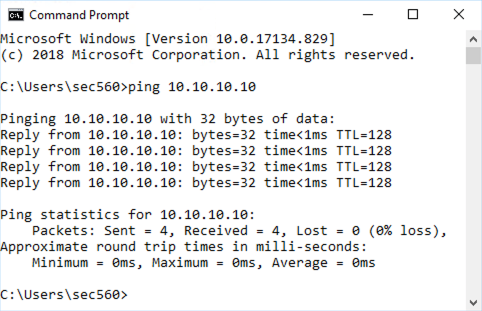 Command Prompt
Microsoft Windows [Version 10.0.17134.829]
(c) 2018 Microsoft Corporation. All rights reserved.
C:\Users\sec560>ping 10.10.10.10
Pinging 10.10.10.10 with 32 bytes of data:
Reply from 10.10.10.10: bytes=32 time<1ms TTL=128
Reply from 10.10.10.10: bytes=32 time<1ms TTL=128
Reply from 10.10.10.10: bytes=32 time<1ms TTL=128
Reply from 10.10.10.10: bytes=32 time<1ms TTL=128
Ping statistics for 10.10.10.10:
    Packets: Sent = 4, Received = 4, Lost = 0 (0% loss),
Approximate round trip times in milli-seconds:
    Minimum = 0ms, Maximum = 0ms, Average = 0ms
C:\Users\sec560>